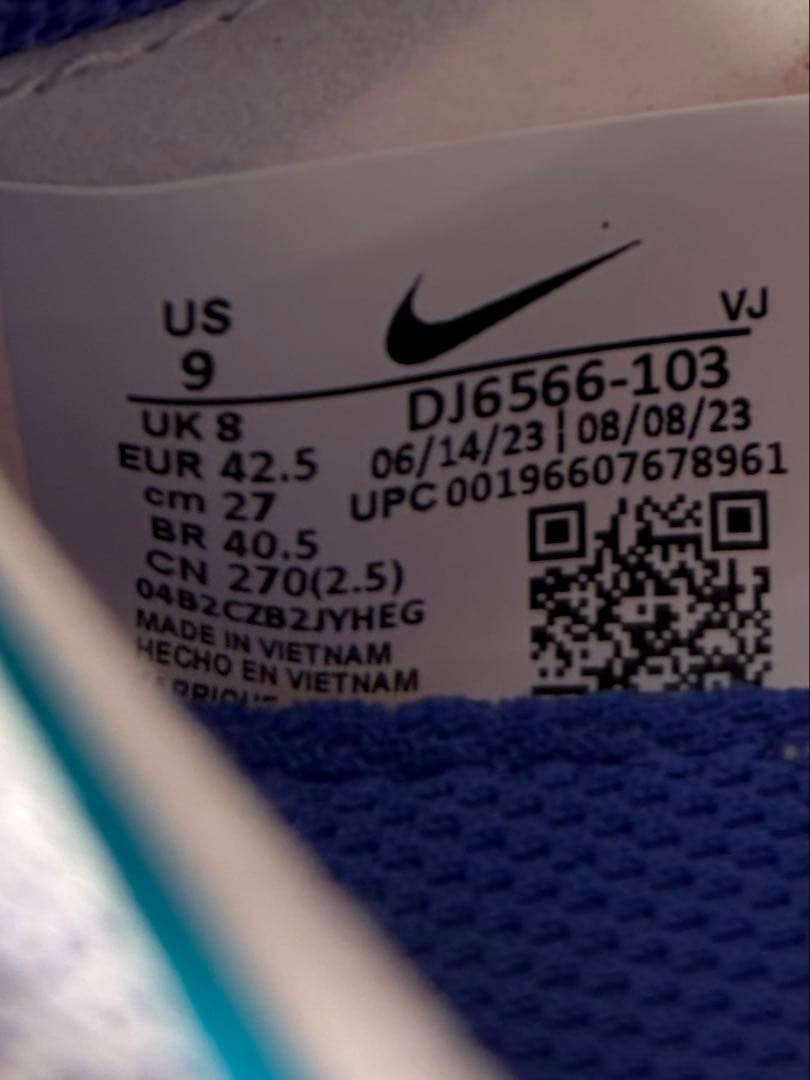 US
9
VJ
UK 8
EUR 42.5
cm 27
BR 40.5
CN 270(2.5)
04B2CZB2JYHEG
MADE IN VIETNAM
HECHO EN VIETNAM
DJ6566-103
06/14/23 | 08/08/23
UPC 00196607678961